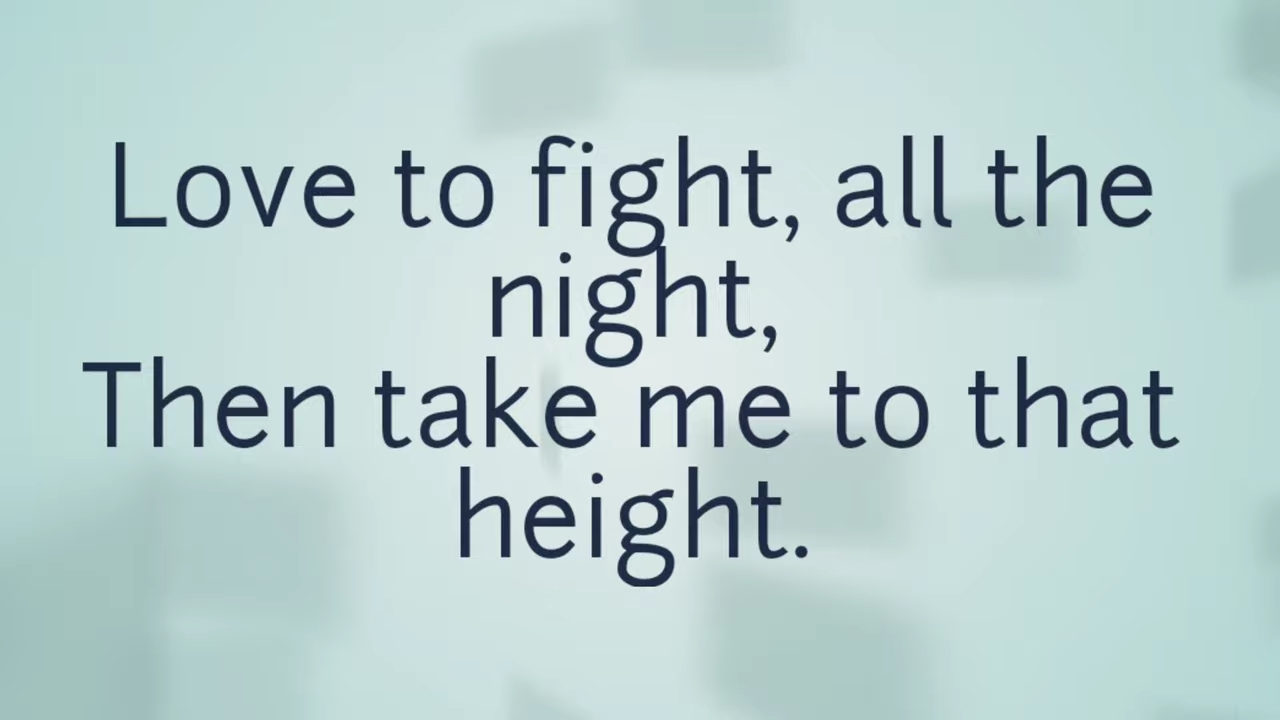 Love to fight, all the
night,
Then take me to that
height.